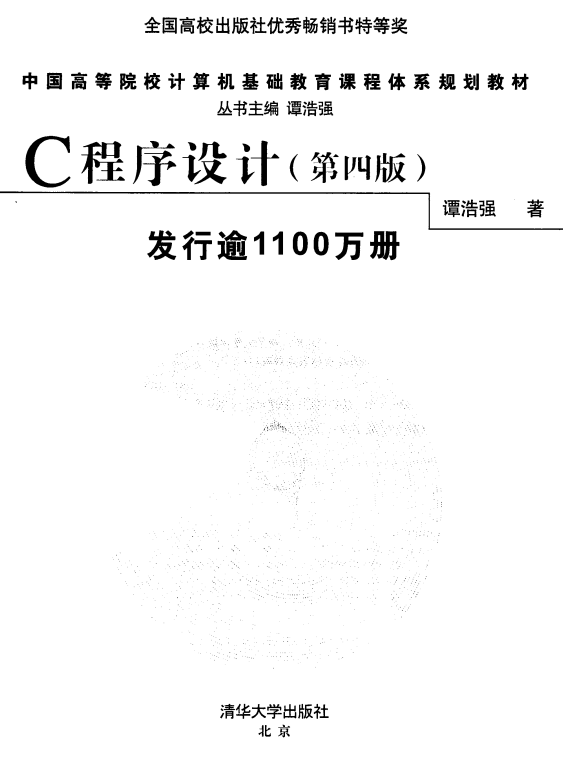 全国高校出版社优秀畅销书特等奖
中国高等院校计算机基础教育课程体系规划教材
丛书主编 谭浩强
C程序设计（第四版）
谭浩强 著
发行逾1100万册
清华大学出版社
北京